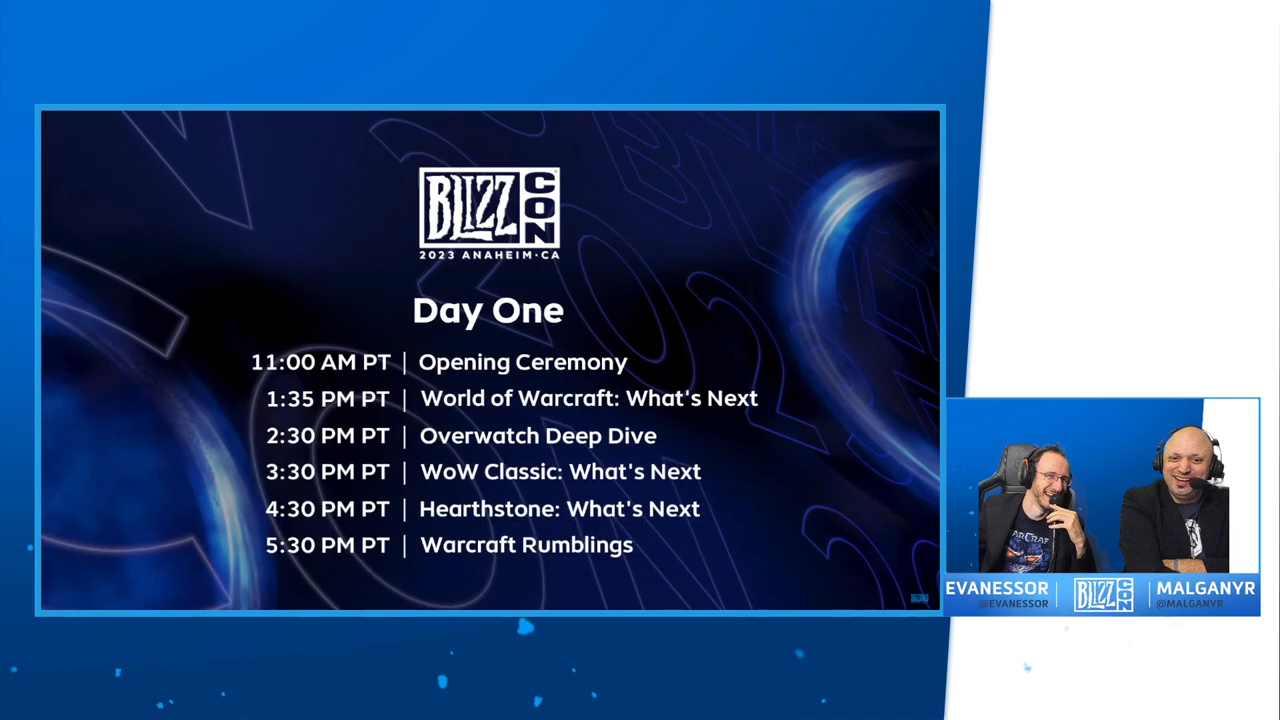 BLIZZ CON
2023 ANAHEIM·CA
Day One
11:00 AM PT | Opening Ceremony
1:35 PM PT | World of Warcraft: What's Next
2:30 PM PT | Overwatch Deep Dive
3:30 PM PT | WoW Classic: What's Next
4:30 PM PT | Hearthstone: What's Next
5:30 PM PT | Warcraft Rumblings
EVANESSOR
@EVANESSOR
BLIZZ CON
MALGANYR
@MALGANYR